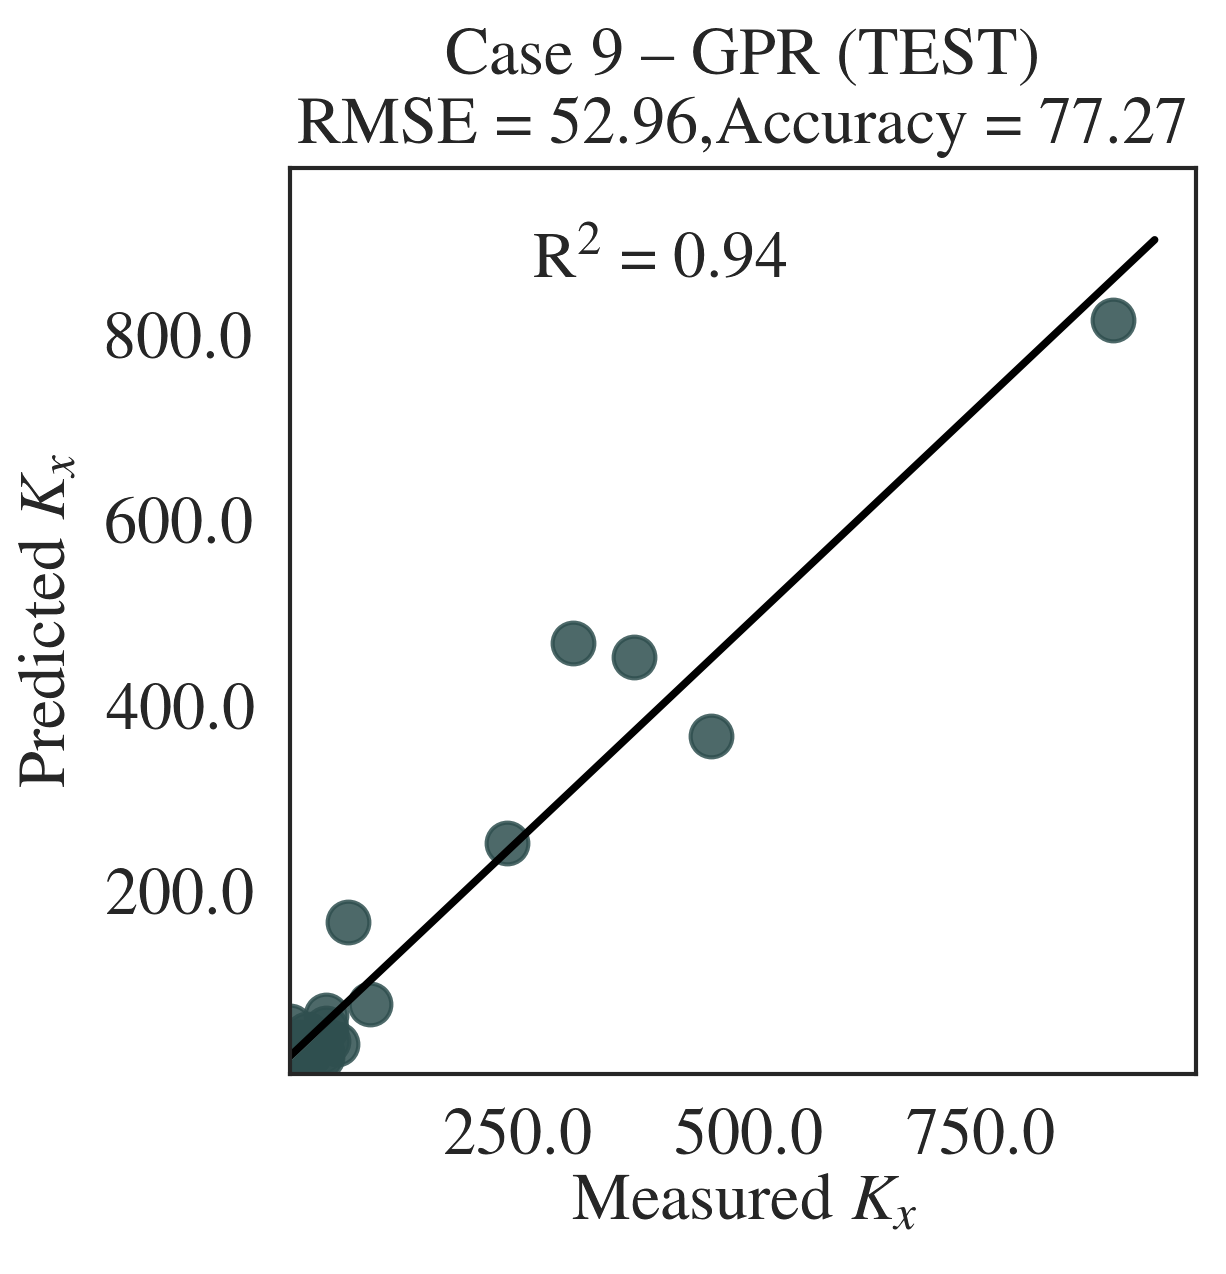 Case 9 – GPR (TEST)
RMSE = 52.96,Accuracy = 77.27
R² = 0.94
800.0
600.0
400.0
200.0
Predicted Kₓ
250.0 500.0 750.0
Measured Kₓ